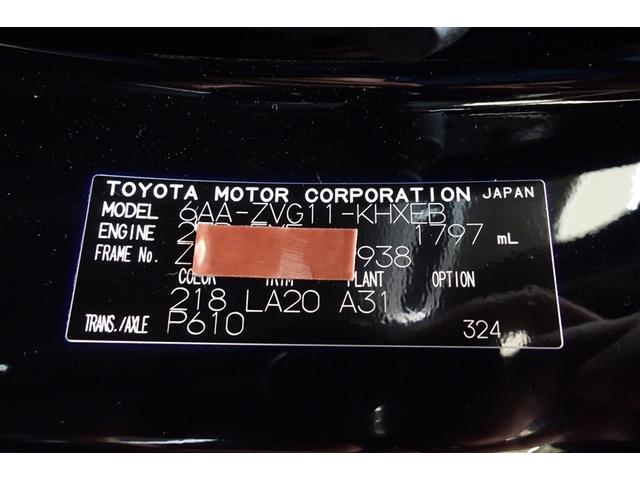 TOYOTA MOTOR CORPORATION JAPAN
MODEL 6AA-ZVG11-KHXEB
ENGINE 1797 mL
FRAME No. 938
COLOR TRIM PLANT OPTION
218 LA20 A31
TRANS./AXLE P610 324